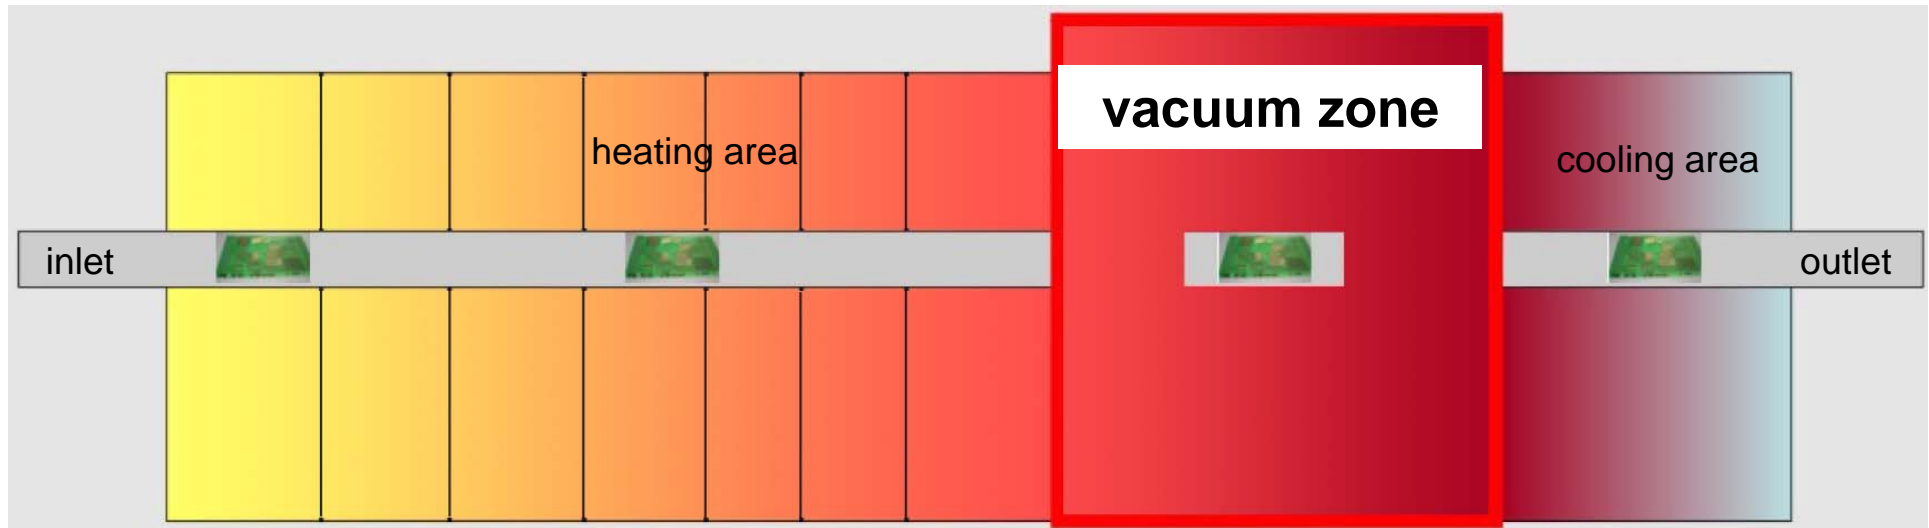 vacuum zone
heating area
cooling area
inlet
outlet